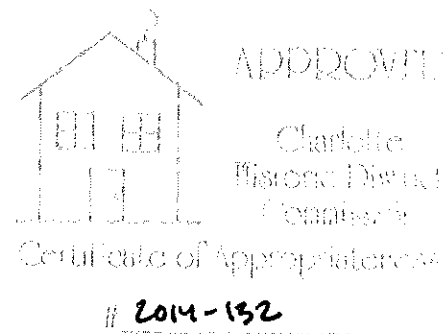 APPROVED
Charlotte
Historic District
Commission
Certificate of Appropriateness
# 2014-132